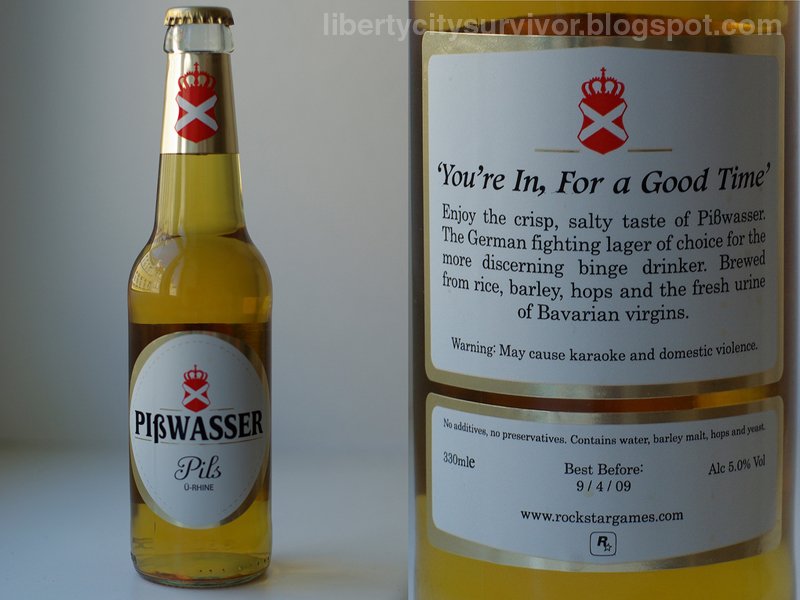 libertycitysurvivor.blogspot.com
PIßWASSER
Pils
Ü-RHINE
‘You’re In, For a Good Time’
Enjoy the crisp, salty taste of Pißwasser.
The German fighting lager of choice for the
more discerning binge drinker. Brewed
from rice, barley, hops and the fresh urine
of Bavarian virgins.
Warning: May cause karaoke and domestic violence.
No additives, no preservatives. Contains water, barley malt, hops and yeast.
330mle
Best Before:
9 / 4 / 09
Alc 5.0% Vol
www.rockstargames.com
R